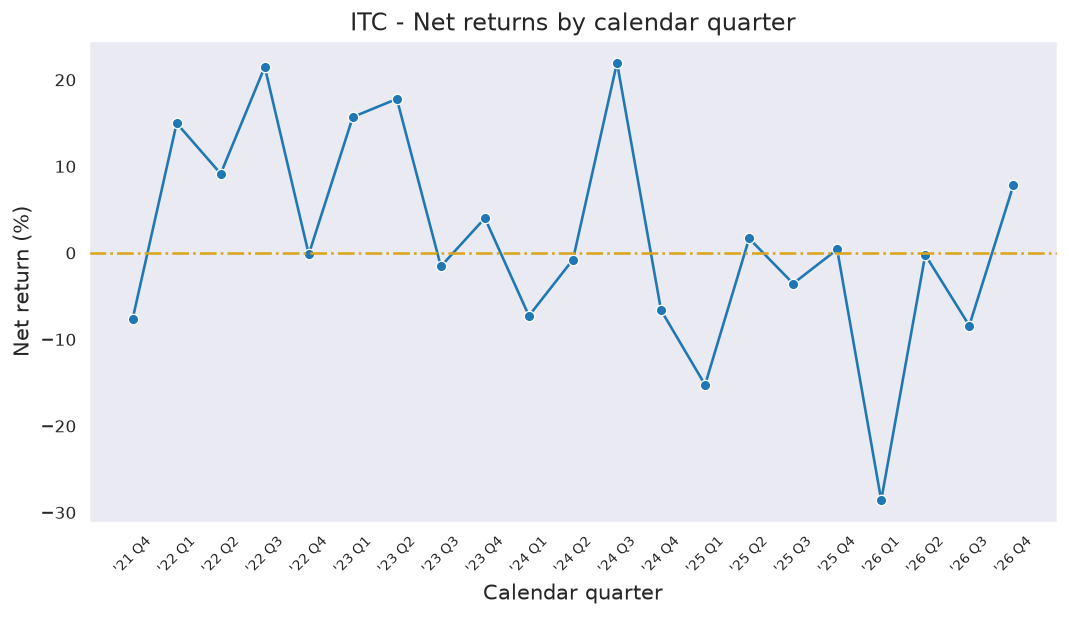 ITC - Net returns by calendar quarter
Net return (%)
20
10
0
−10
−20
−30
'21 Q4
'22 Q1
'22 Q2
'22 Q3
'22 Q4
'23 Q1
'23 Q2
'23 Q3
'23 Q4
'24 Q1
'24 Q2
'24 Q3
'24 Q4
'25 Q1
'25 Q2
'25 Q3
'25 Q4
'26 Q1
'26 Q2
'26 Q3
'26 Q4
Calendar quarter